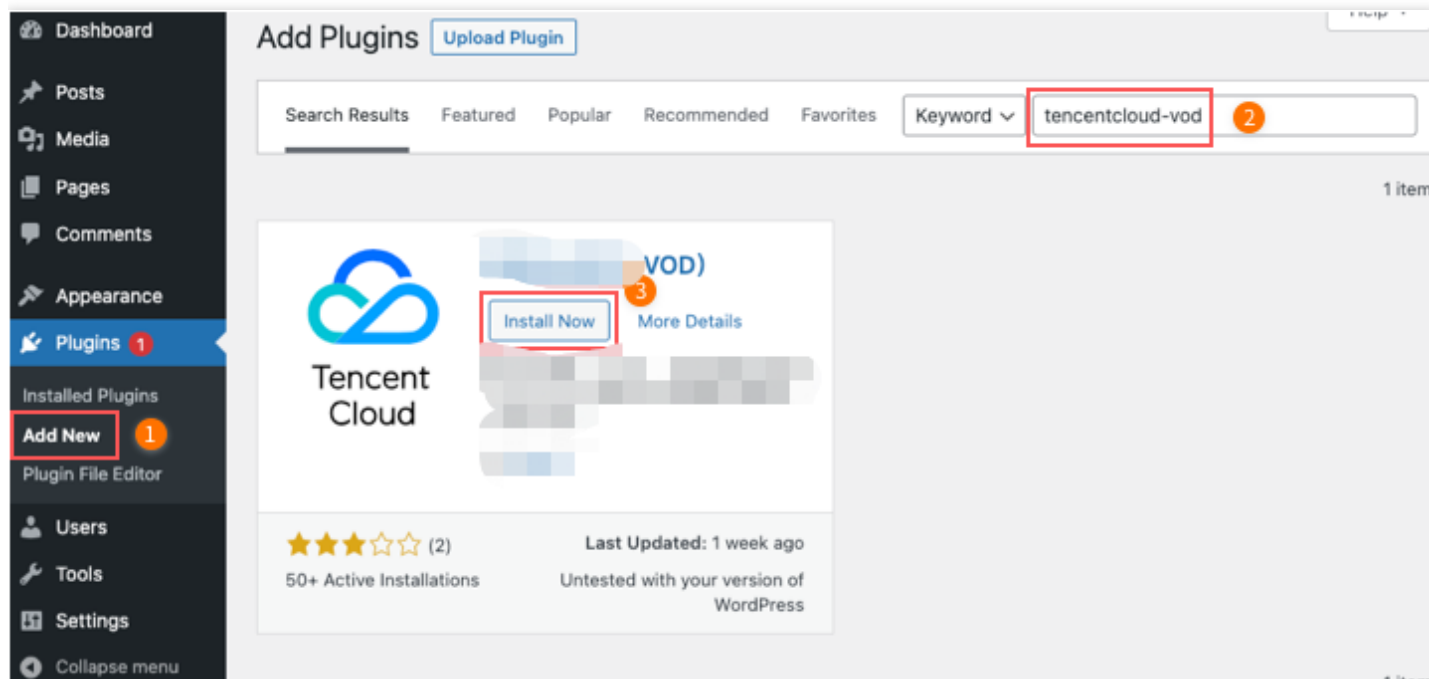 Dashboard
Posts
Media
Pages
Comments
Appearance
Plugins 1
Installed Plugins
Add New 1
Plugin File Editor
Users
Tools
Settings
Collapse menu
Add Plugins Upload Plugin
Search Results Featured Popular Recommended Favorites Keyword tencentcloud-vod 2
1 item
VOD)
3
Install Now More Details
Tencent
Cloud
(2)
Last Updated: 1 week ago
50+ Active Installations
Untested with your version of
WordPress